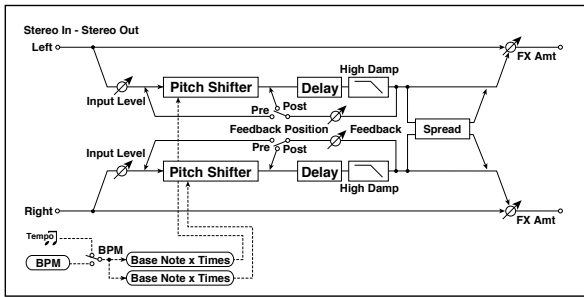 Stereo In - Stereo Out
Left
FX Amt
High Damp
Pitch Shifter
Delay
Input Level
Post
Pre
Feedback Position
Feedback
Spread
Pre
Post
Input Level
Pitch Shifter
Delay
High Damp
Right
FX Amt
Tempo
BPM
BPM
Base Note x Times
Base Note x Times